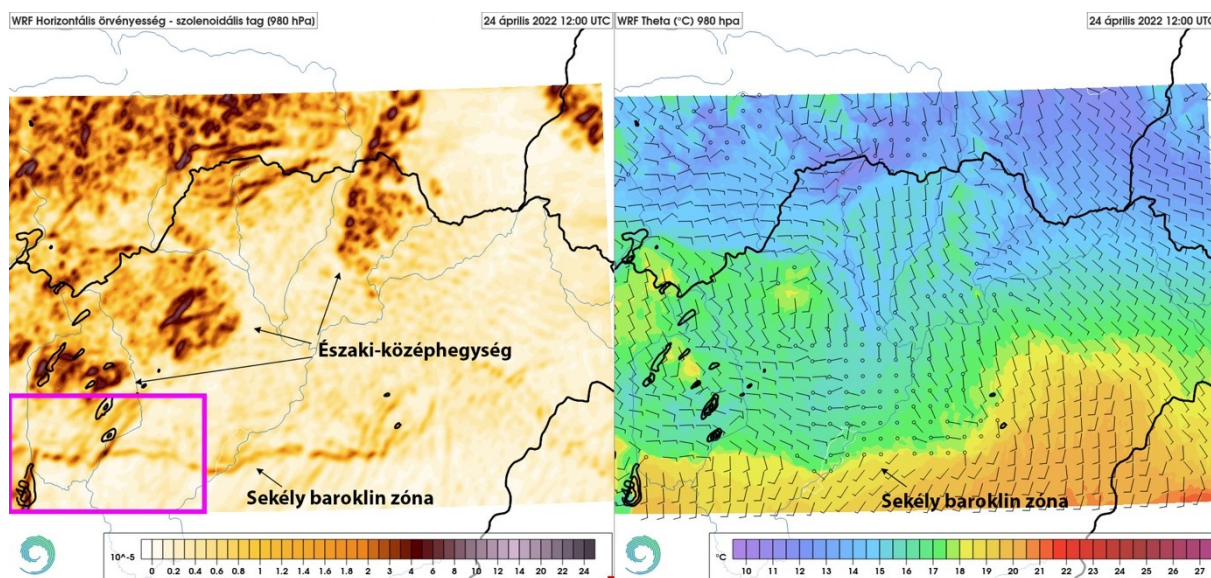 WRF Horizontális örvényesség - szolenoidális tag (980 hPa)
24 április 2022 12:00 UTC
Északi-középhegység
Sekély baroklin zóna
10^-5
0 0.2 0.4 0.6 0.8 1 1.2 1.4 1.6 1.8 2 3 4 6 8 10 12 14 20 22 24
WRF Theta (°C) 980 hpa
24 április 2022 12:00 UTC
Sekély baroklin zóna
°C
10 11 12 13 14 15 16 17 18 19 20 21 22 23 25 26 27